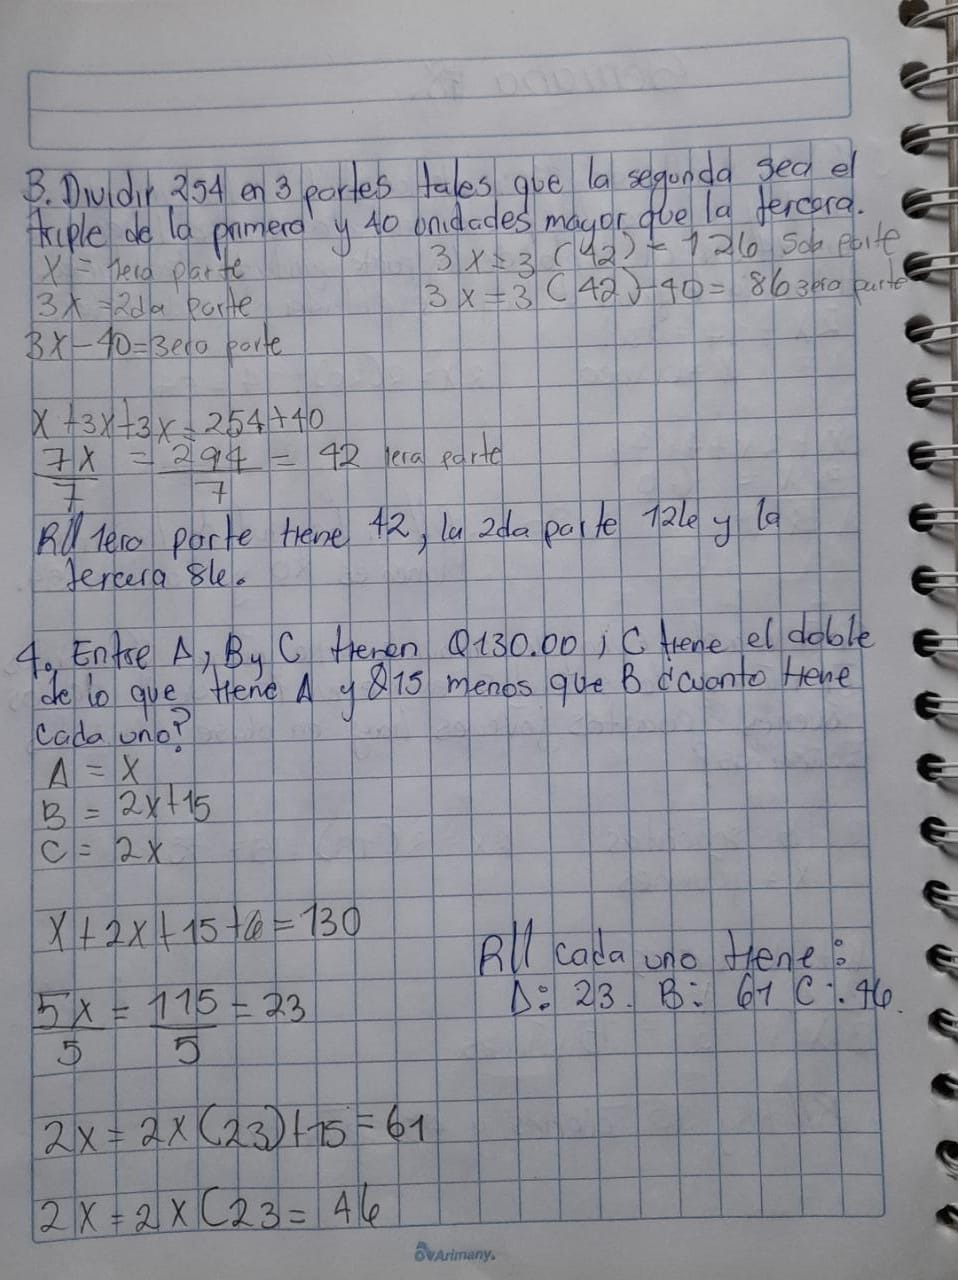 3. Dividir 254 en 3 partes tales que la segunda sea el
triple de la primera y 40 unidades mayor que la tercera.
x = 1era parte
3x = 2da parte
3x - 40 = 3era parte
3x = 3 (42) = 126 Sda parte
3x = 3 (42) - 40 = 86 3era parte
x + 3x + 3x = 254 + 40
7x/7 = 294/7 = 42 1era parte
R// 1era parte tiene 42, la 2da parte 126 y la
tercera 86.
4. Entre A, B y C tienen Q130.00, C tiene el doble
de lo que tiene A y Q15 menos que B ¿cuanto tiene
cada uno?
A = x
B = 2x+15
C = 2x
x + 2x + 15 + = 130
5x/5 = 115/5 = 23
R// cada uno tiene:
A: 23. B: 61 C: 46.
2x = 2x(23)+15 = 61
2x = 2x(23 = 46
Arimany.